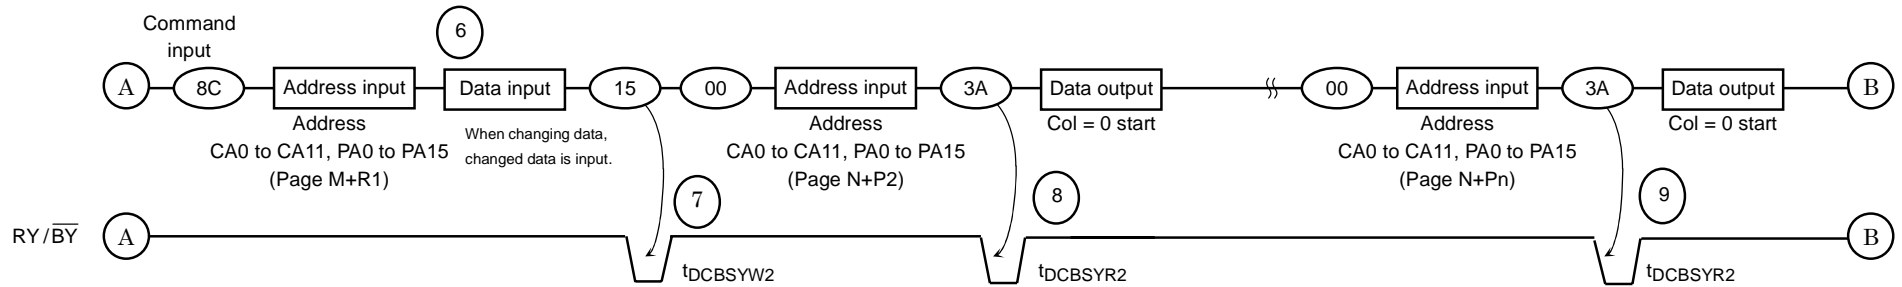 Command
input
6
A 8C Address input Data input 15 00 Address input 3A Data output 00 Address input 3A Data output B
Address
CA0 to CA11, PA0 to PA15
(Page M+R1)
When changing data,
changed data is input.
Address
CA0 to CA11, PA0 to PA15
(Page N+P2)
Col = 0 start
Address
CA0 to CA11, PA0 to PA15
(Page N+Pn)
Col = 0 start
7
8
9
RY/BY A B
tDCBSYW2
tDCBSYR2
tDCBSYR2